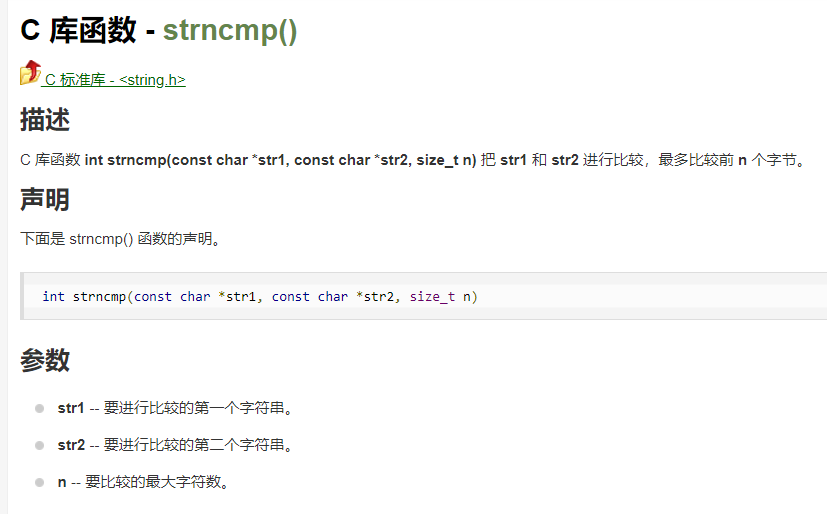 C 库函数 - strncmp()
C 标准库 - <string.h>
描述
C 库函数 int strncmp(const char *str1, const char *str2, size_t n) 把 str1 和 str2 进行比较，最多比较前 n 个字节。
声明
下面是 strncmp() 函数的声明。
int strncmp(const char *str1, const char *str2, size_t n)
参数
str1 -- 要进行比较的第一个字符串。
str2 -- 要进行比较的第二个字符串。
n -- 要比较的最大字符数。